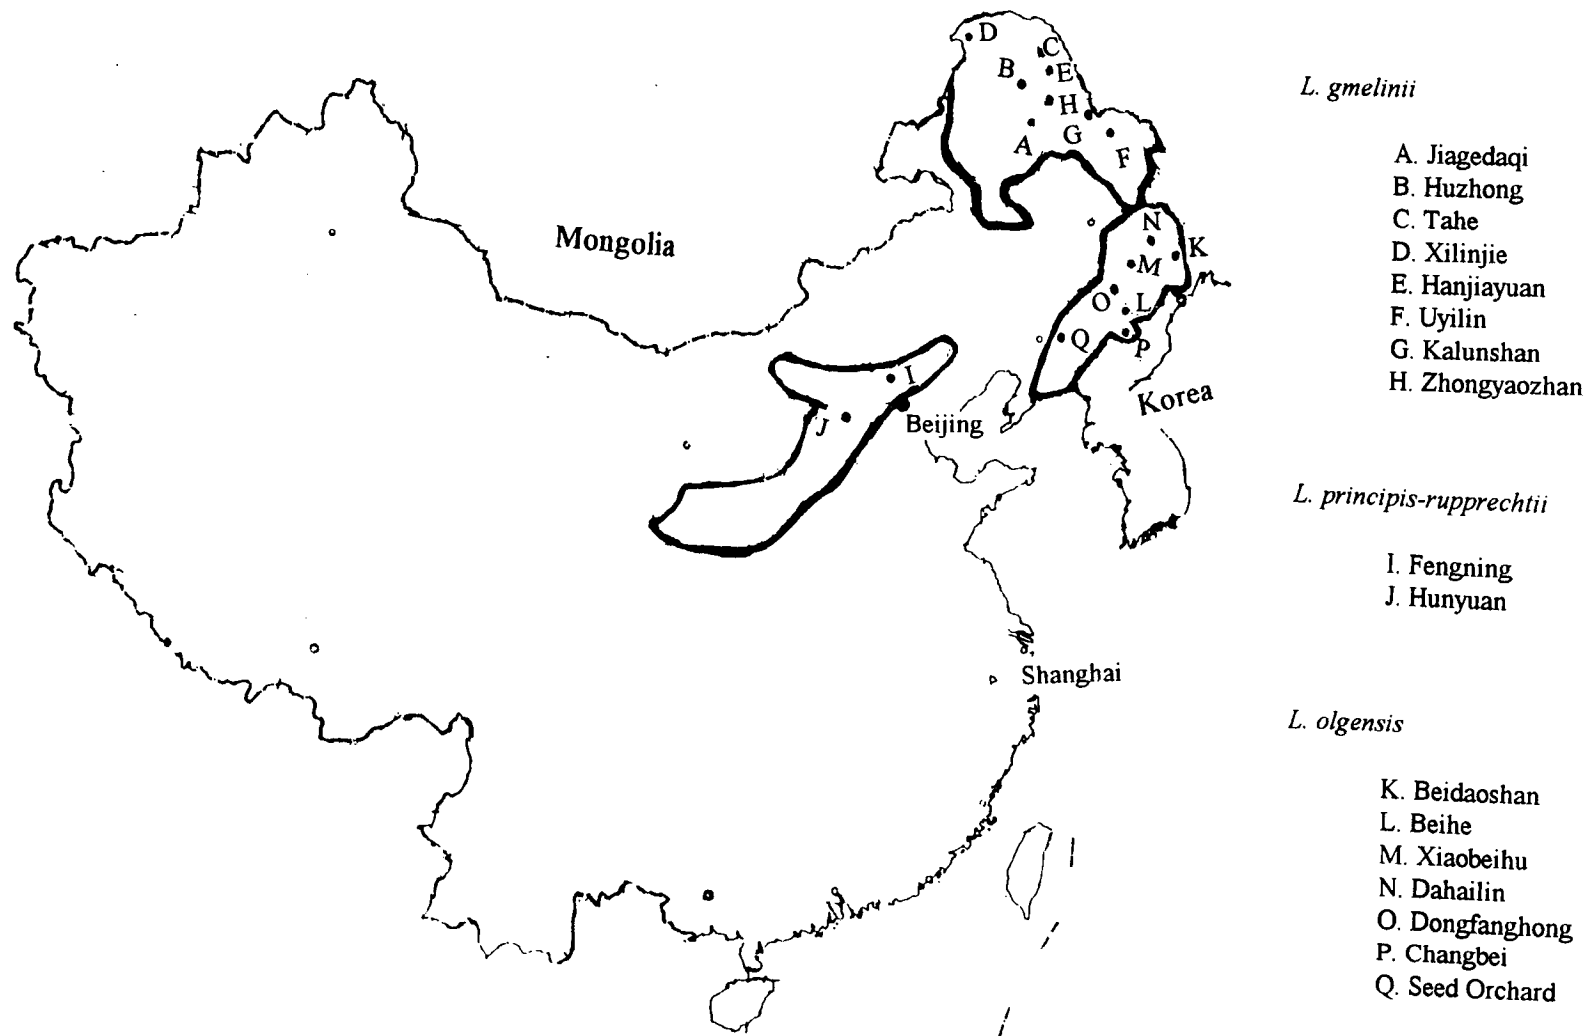 D
C
B
E
H
G
A
F
N
K
M
O
L
Q
P
Mongolia
I
J
Beijing
Korea
Shanghai
L. gmelinii
A. Jiagedaqi
B. Huzhong
C. Tahe
D. Xilinjie
E. Hanjiayuan
F. Uyilin
G. Kalunshan
H. Zhongyaozhan
L. principis-rupprechtii
I. Fengning
J. Hunyuan
L. olgensis
K. Beidaoshan
L. Beihe
M. Xiaobeihu
N. Dahailin
O. Dongfanghong
P. Changbei
Q. Seed Orchard